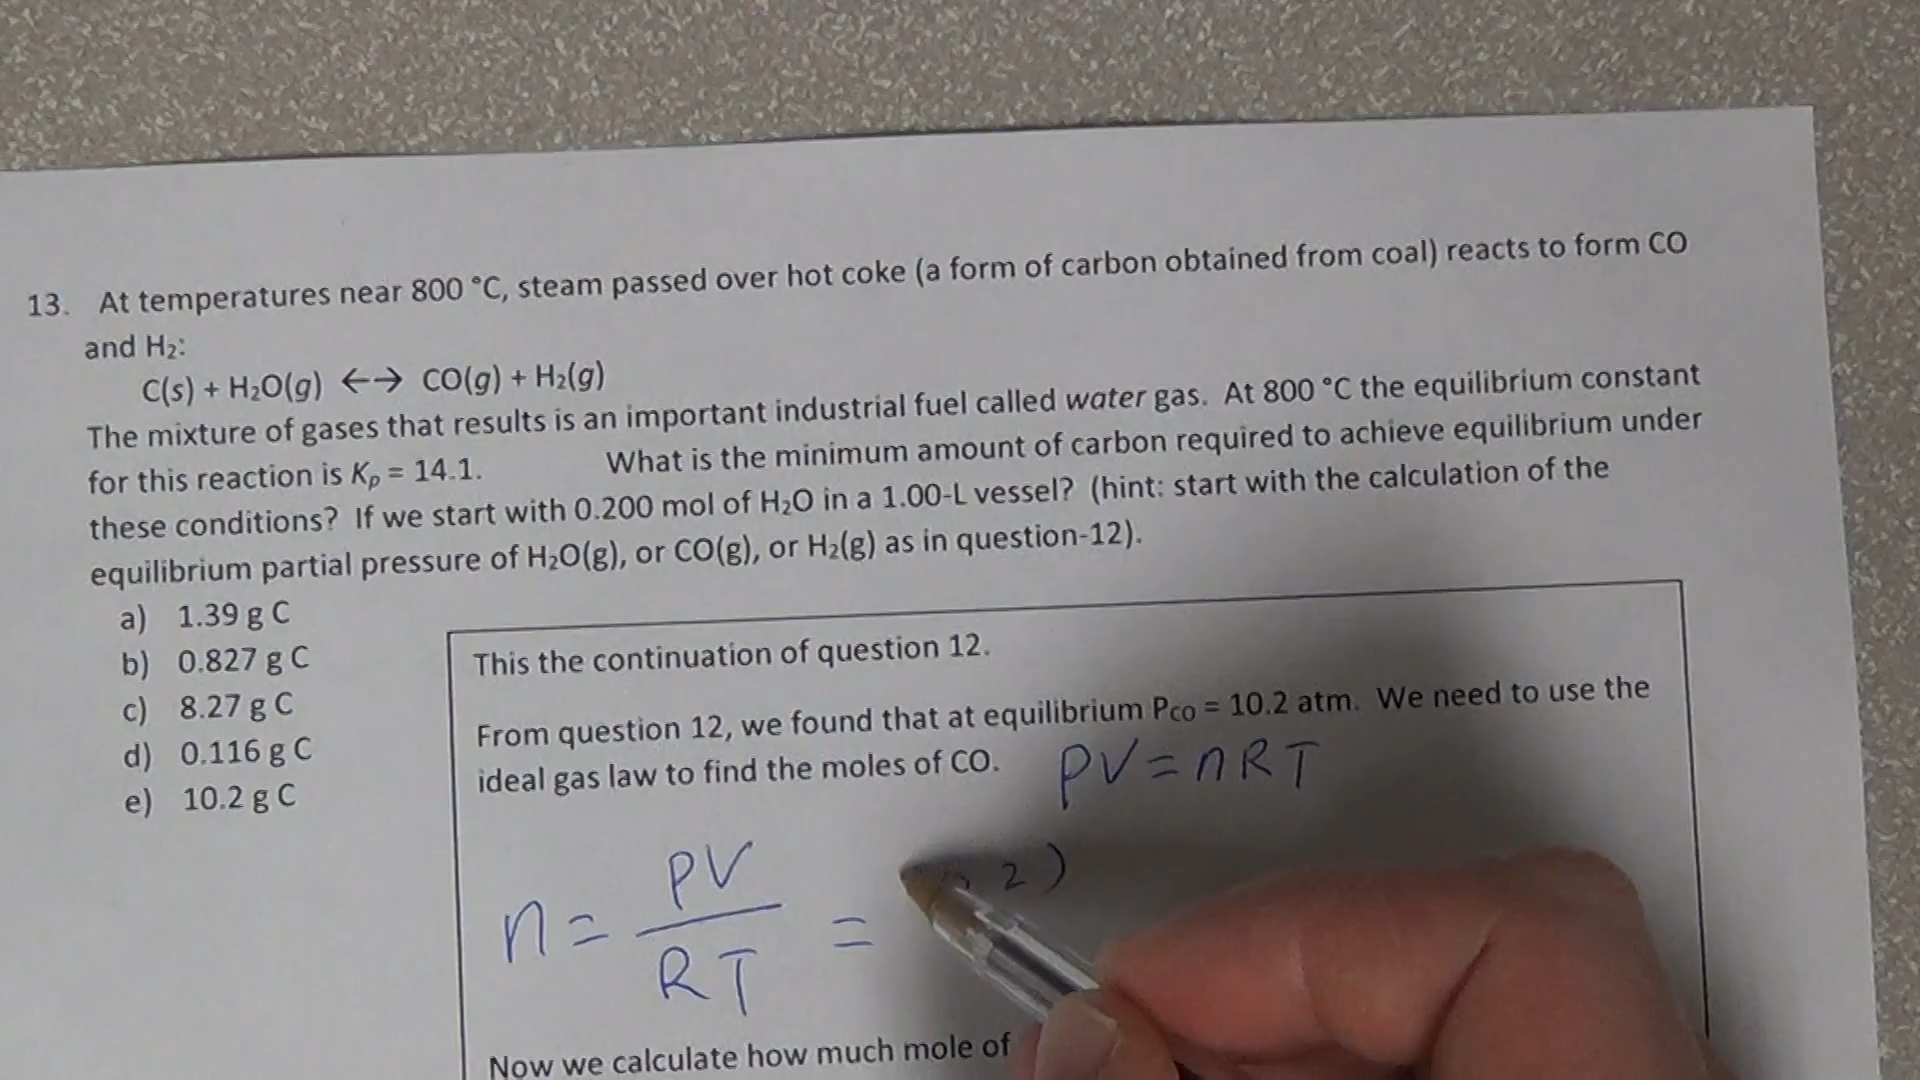 13. At temperatures near 800 °C, steam passed over hot coke (a form of carbon obtained from coal) reacts to form CO
and H₂:
C(s) + H₂O(g) ←→ CO(g) + H₂(g)
The mixture of gases that results is an important industrial fuel called water gas. At 800 °C the equilibrium constant
for this reaction is Kₚ = 14.1. What is the minimum amount of carbon required to achieve equilibrium under
these conditions? If we start with 0.200 mol of H₂O in a 1.00-L vessel? (hint: start with the calculation of the
equilibrium partial pressure of H₂O(g), or CO(g), or H₂(g) as in question-12).
a) 1.39 g C
b) 0.827 g C
c) 8.27 g C
d) 0.116 g C
e) 10.2 g C
This the continuation of question 12.
From question 12, we found that at equilibrium PCO = 10.2 atm. We need to use the
ideal gas law to find the moles of CO. PV = nRT
n = PV/RT = 2)
Now we calculate how much mole of